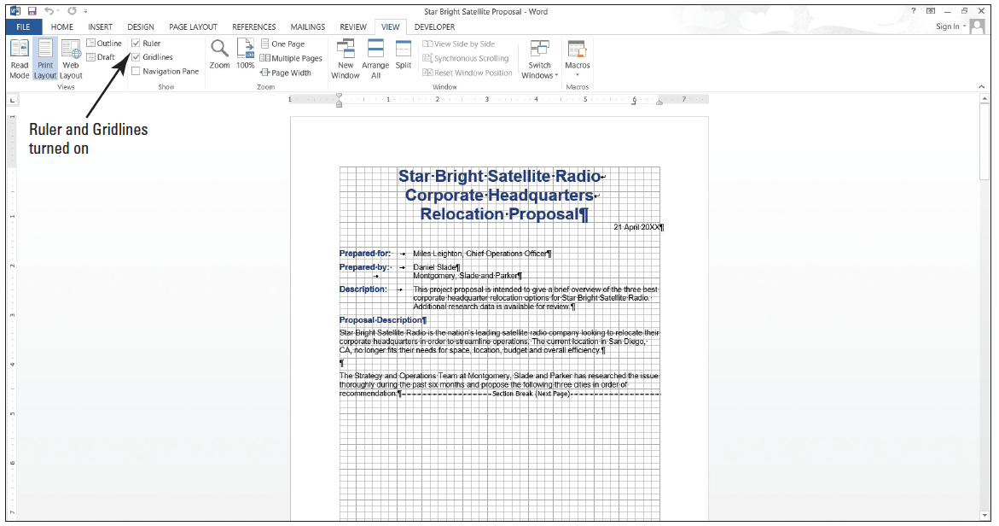 Star Bright Satellite Proposal - Word
FILE HOME INSERT DESIGN PAGE LAYOUT REFERENCES MAILINGS REVIEW VIEW DEVELOPER Sign In
Read Mode
Print Layout
Web Layout
Outline
Draft
Views
Ruler
Gridlines
Navigation Pane
Show
Zoom
100%
One Page
Multiple Pages
Page Width
Zoom
New Window
Arrange All
Split
View Side by Side
Synchronous Scrolling
Reset Window Position
Window
Switch Windows
Macros
Macros
1 1 2 3 4 5 6 7
Ruler and Gridlines
turned on
1
1
2
3
4
5
6
7
Star·Bright·Satellite·Radio↵
Corporate·Headquarters↵
Relocation·Proposal¶
21·April·20XX¶
Prepared·for:· → Miles·Leighton,·Chief·Operations·Officer¶
Prepared·by:· → Daniel·Slade¶
→ Montgomery,·Slade·and·Parker¶
Description: → This·project·proposal·is·intended·to·give·a·brief·overview·of·the·three·best·
corporate·headquarter·relocation·options·for·Star·Bright·Satellite·Radio.·
Additional·research·data·is·available·for·review.¶
Proposal·Description¶
Star·Bright·Satellite·Radio·is·the·nation's·leading·satellite·radio·company·looking·to·relocate·their·
corporate·headquarters·in·order·to·streamline·operations.·The·current·location·in·San·Diego,·
CA,·no·longer·fits·their·needs·for·space,·location,·budget·and·overall·efficiency.¶
¶
The·Strategy·and·Operations·Team·at·Montgomery,·Slade·and·Parker·has·researched·the·issue·
thoroughly·during·the·past·six·months·and·propose·the·following·three·cities·in·order·of·
recommendation:¶ Section Break (Next Page)